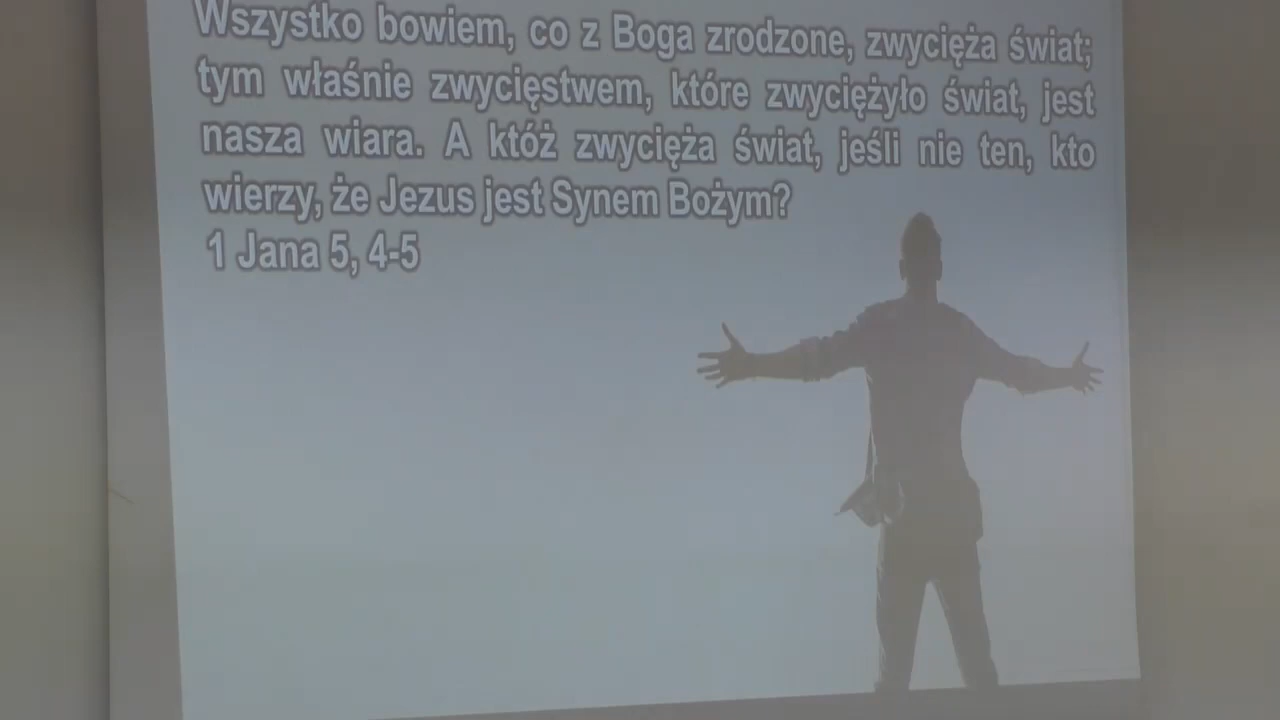 Wszystko bowiem, co z Boga zrodzone, zwycięża świat;
tym właśnie zwycięstwem, które zwyciężyło świat, jest
nasza wiara. A któż zwycięża świat, jeśli nie ten, kto
wierzy, że Jezus jest Synem Bożym?
1 Jana 5, 4-5